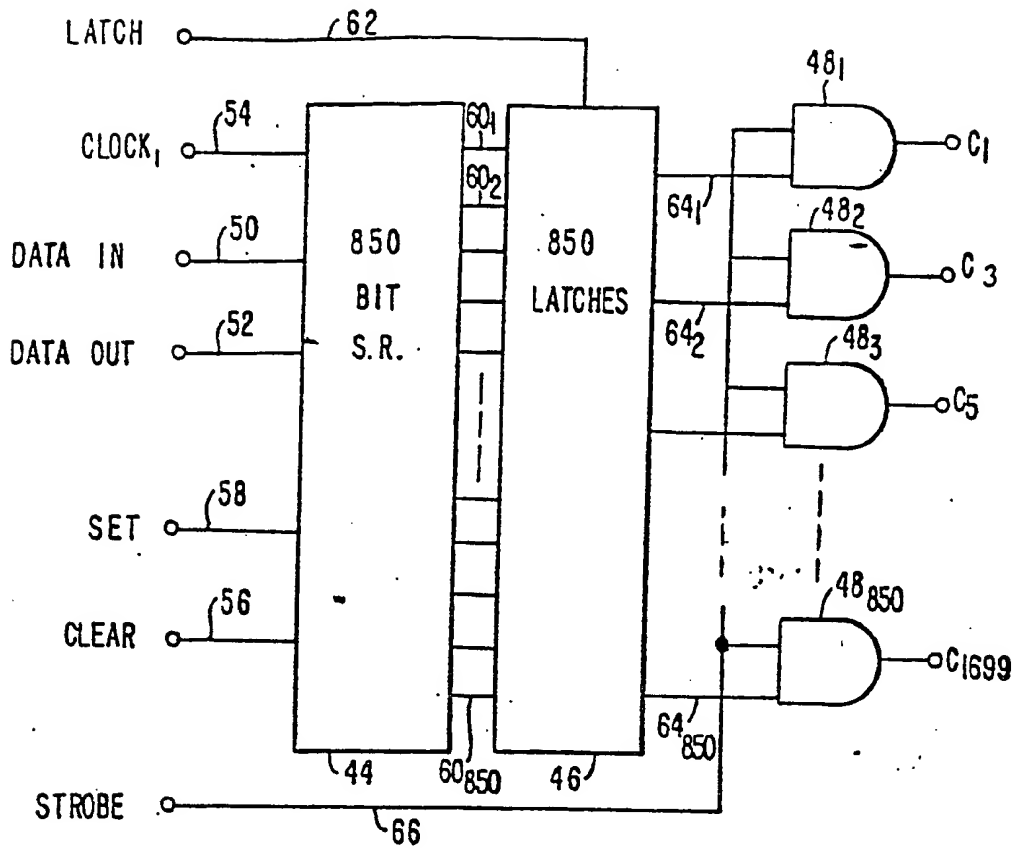 LATCH
62
48₁
54
CLOCK₁
60₁
C₁
60₂
64₁
48₂
50
DATA IN
850
BIT
S.R.
850
LATCHES
C₃
52
DATA OUT
64₂
48₃
C₅
58
SET
56
CLEAR
48₈₅₀
C₁₆₉₉
64₈₅₀
44
60₈₅₀
46
STROBE
66